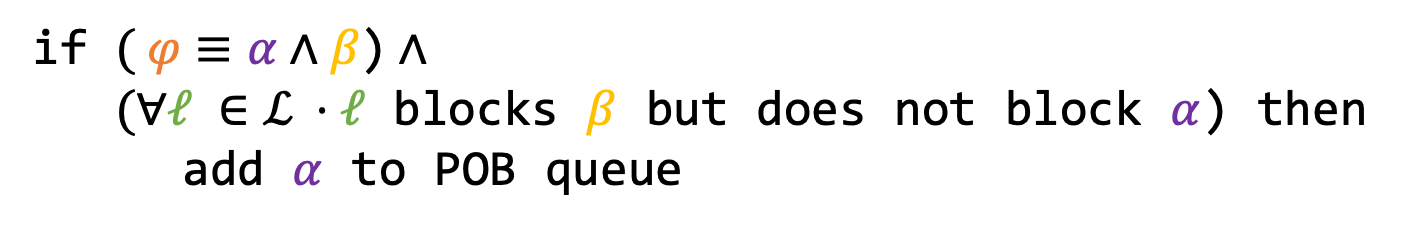 if (φ ≡ α ∧ β) ∧
(∀ℓ ∈ ℒ · ℓ blocks β but does not block α) then
add α to POB queue